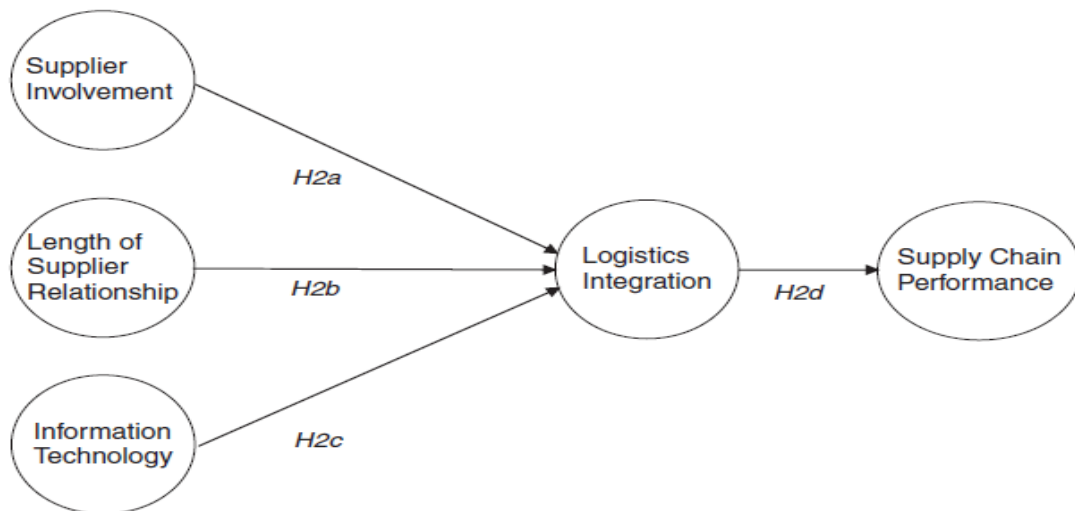 Supplier
Involvement
H2a
Length of
Supplier
Relationship
H2b
Logistics
Integration
H2d
Supply Chain
Performance
Information
Technology
H2c